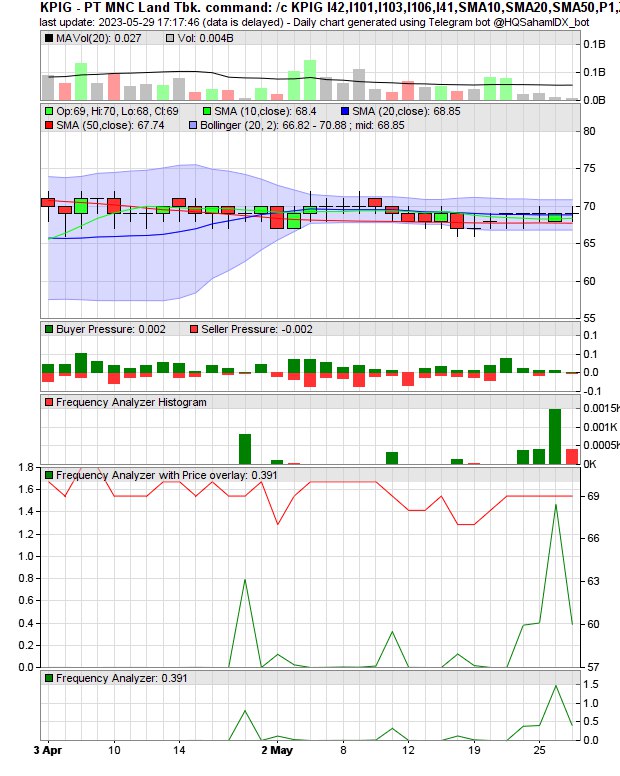 KPIG - PT MNC Land Tbk. command: /c KPIG I42,I101,I103,I106,I41,SMA10,SMA20,SMA50,P1,
last update: 2023-05-29 17:17:46 (data is delayed) - Daily chart generated using Telegram bot @HQSahamIDX_bot
MAVol(20): 0.027 Vol: 0.004B
0.1B
0.1B
0.0B
Op:69, Hi:70, Lo:68, Cl:69 SMA (10,close): 68.4 SMA (20,close): 68.85
SMA (50,close): 67.74 Bollinger (20, 2): 66.82 - 70.88 ; mid: 68.85
80
75
70
65
60
55
Buyer Pressure: 0.002 Seller Pressure: -0.002
0.1
0.1
0.0
-0.1
Frequency Analyzer Histogram
0.0015K
0.001K
0.0005K
0K
Frequency Analyzer with Price overlay: 0.391
1.8
1.6
1.4
1.2
1.0
0.8
0.6
0.4
0.2
0.0
69
66
63
60
57
Frequency Analyzer: 0.391
1.5
1.0
0.5
0.0
3 Apr 10 14 2 May 8 12 19 25